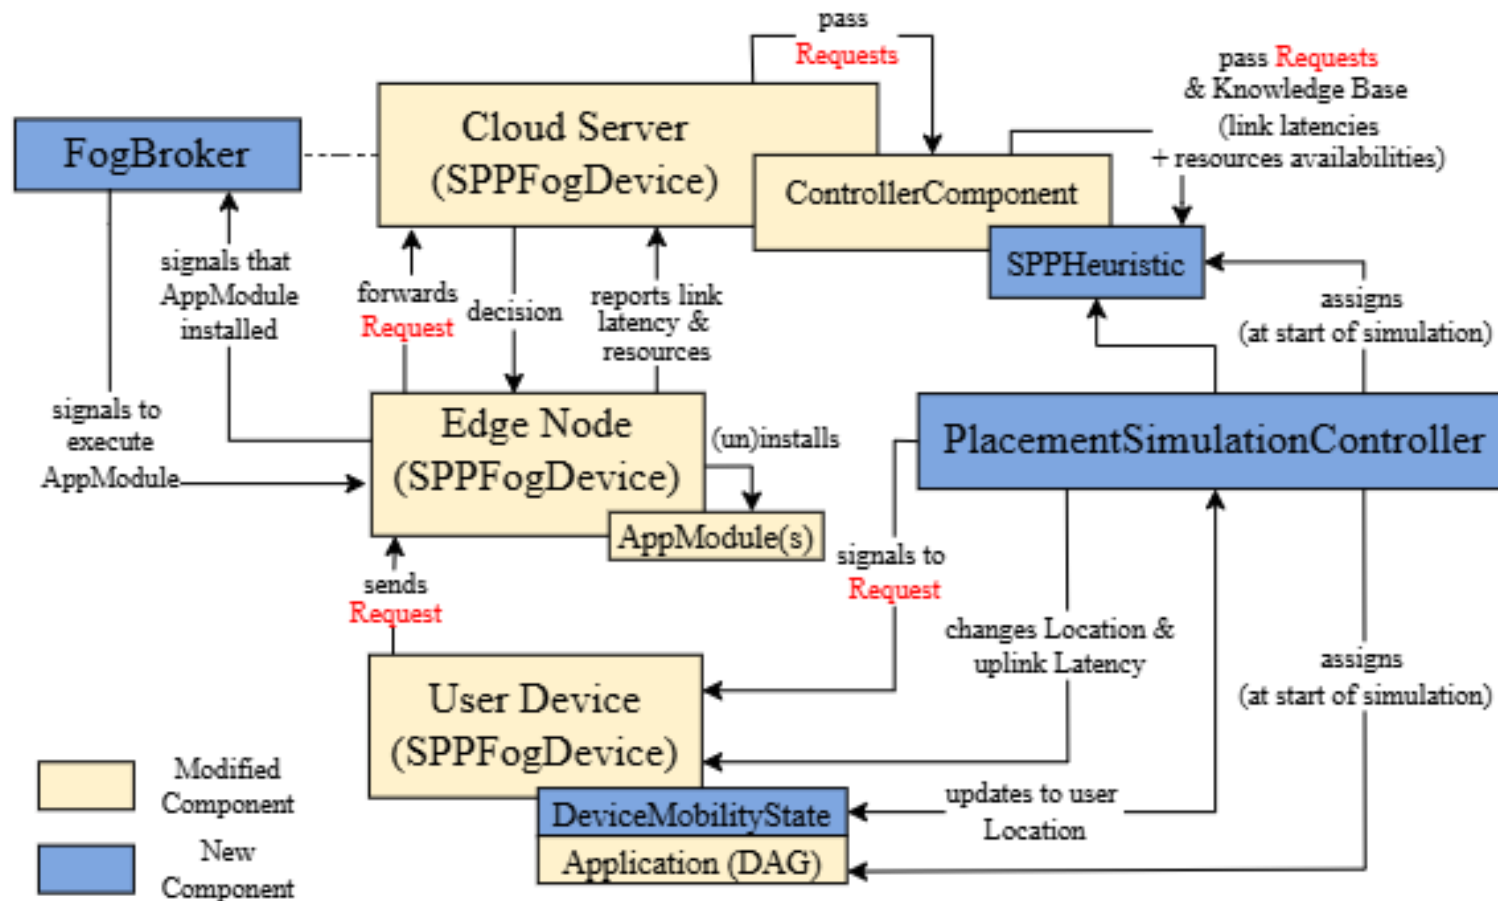 pass
Requests
pass Requests
& Knowledge Base
(link latencies
+ resources availabilities)
Cloud Server
(SPPFogDevice)
FogBroker
ControllerComponent
SPPHeuristic
signals that
AppModule
installed
forwards
Request
decision
reports link
latency &
resources
assigns
(at start of simulation)
signals to
execute
AppModule
Edge Node
(SPPFogDevice)
(un)installs
AppModule(s)
PlacementSimulationController
sends
Request
signals to
Request
changes Location &
uplink Latency
assigns
(at start of simulation)
User Device
(SPPFogDevice)
DeviceMobilityState
Application (DAG)
updates to user
Location
Modified
Component
New
Component